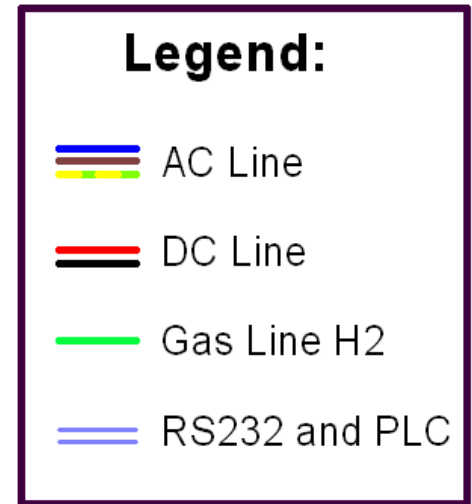 Legend:
AC Line
DC Line
Gas Line H2
RS232 and PLC